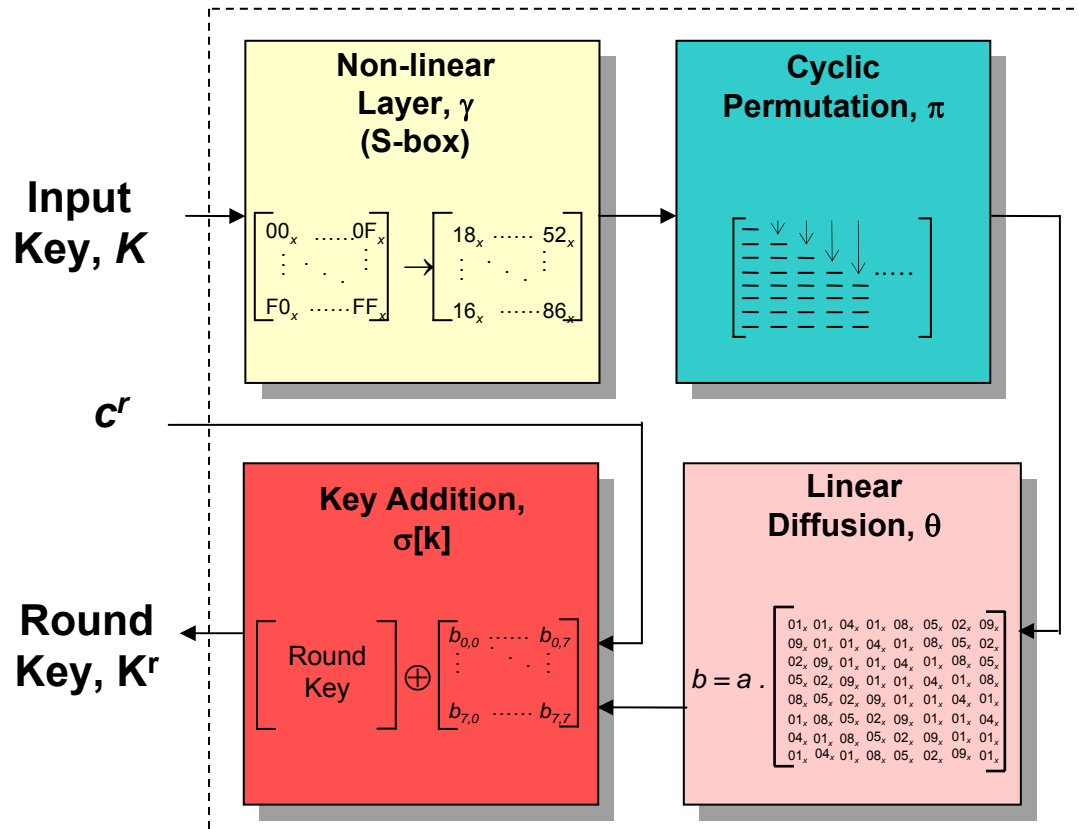 Non-linear
Layer, γ
(S-box)
00ₓ ...... 0Fₓ
F0ₓ ...... FFₓ
→
18ₓ ...... 52ₓ
16ₓ ...... 86ₓ
Cyclic
Permutation, π
.....
Input
Key, K
cʳ
Key Addition,
σ[k]
Round
Key
⊕
b₀,₀ ...... b₀,₇
b₇,₀ ...... b₇,₇
Linear
Diffusion, θ
b = a .
01ₓ 01ₓ 04ₓ 01ₓ 08ₓ 05ₓ 02ₓ 09ₓ
09ₓ 01ₓ 01ₓ 04ₓ 01ₓ 08ₓ 05ₓ 02ₓ
02ₓ 09ₓ 01ₓ 01ₓ 04ₓ 01ₓ 08ₓ 05ₓ
05ₓ 02ₓ 09ₓ 01ₓ 01ₓ 04ₓ 01ₓ 08ₓ
08ₓ 05ₓ 02ₓ 09ₓ 01ₓ 01ₓ 04ₓ 01ₓ
01ₓ 08ₓ 05ₓ 02ₓ 09ₓ 01ₓ 01ₓ 04ₓ
04ₓ 01ₓ 08ₓ 05ₓ 02ₓ 09ₓ 01ₓ 01ₓ
01ₓ 04ₓ 01ₓ 08ₓ 05ₓ 02ₓ 09ₓ 01ₓ
Round
Key, Kʳ